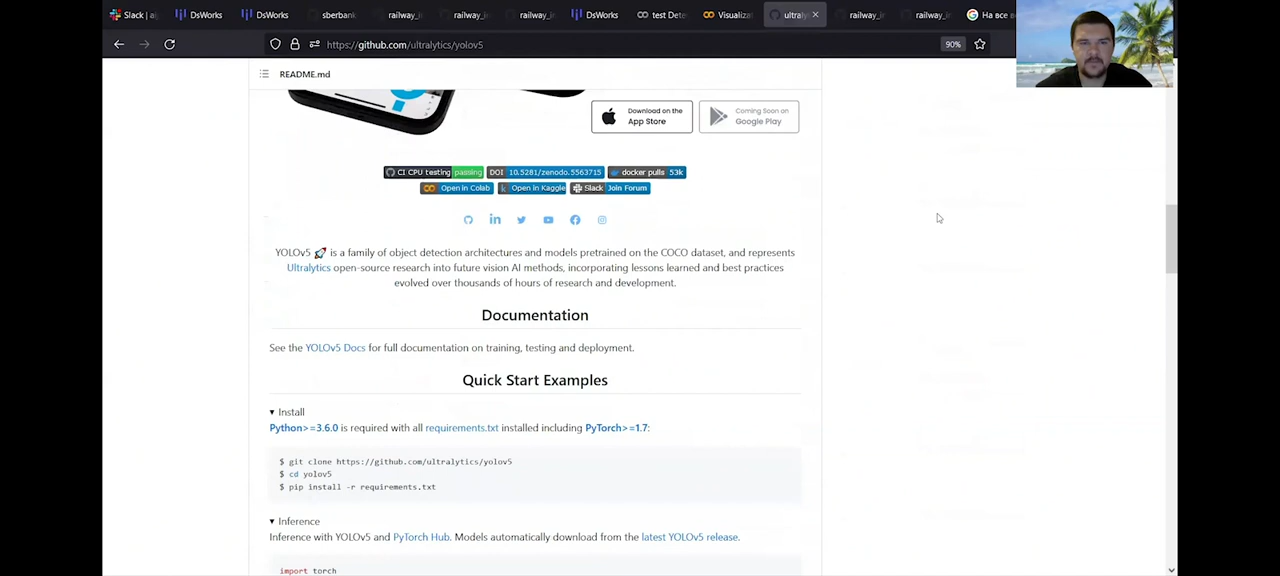 Slack | ai
DsWorks
DsWorks
sberbank
railway_i
railway_in
railway_in
DsWorks
test Dete
Visualiza
ultraly
railway_in
railway_in
На все в
https://github.com/ultralytics/yolov5
90%
README.md
Download on the
App Store
Coming Soon on
Google Play
CI CPU testing passing DOI 10.5281/zenodo.5563715 docker pulls 53k
Open in Colab Open in Kaggle Slack Join Forum
YOLOv5 🚀 is a family of object detection architectures and models pretrained on the COCO dataset, and represents
Ultralytics open-source research into future vision AI methods, incorporating lessons learned and best practices
evolved over thousands of hours of research and development.
Documentation
See the YOLOv5 Docs for full documentation on training, testing and deployment.
Quick Start Examples
▾ Install
Python>=3.6.0 is required with all requirements.txt installed including PyTorch>=1.7:
$ git clone https://github.com/ultralytics/yolov5
$ cd yolov5
$ pip install -r requirements.txt
▾ Inference
Inference with YOLOv5 and PyTorch Hub. Models automatically download from the latest YOLOv5 release.
import torch